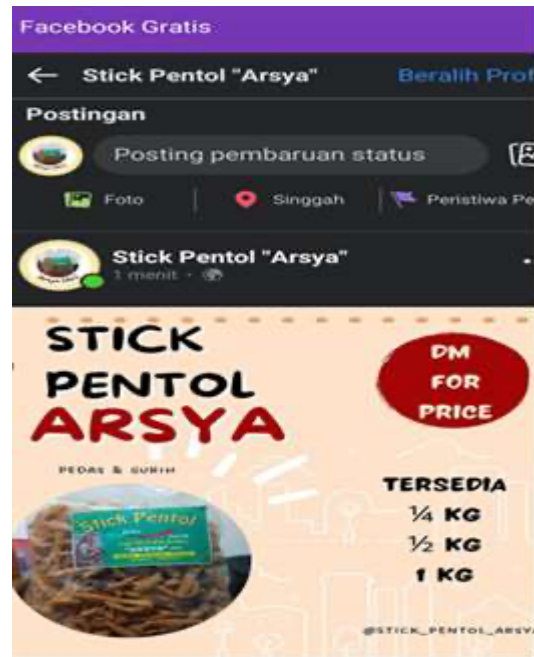 Facebook Gratis
← Stick Pentol "Arsya" Beralih Prof
Postingan
Posting pembaruan status
Foto Singgah Peristiwa Pe
Stick Pentol "Arsya"
1 menit ·
STICK
PENTOL
ARSYA
PEDAS & GURIH
Stick Pentol
"ARSYA"
DM
FOR
PRICE
TERSEDIA
¼ KG
½ KG
1 KG
@STICK_PENTOL_ARSYA